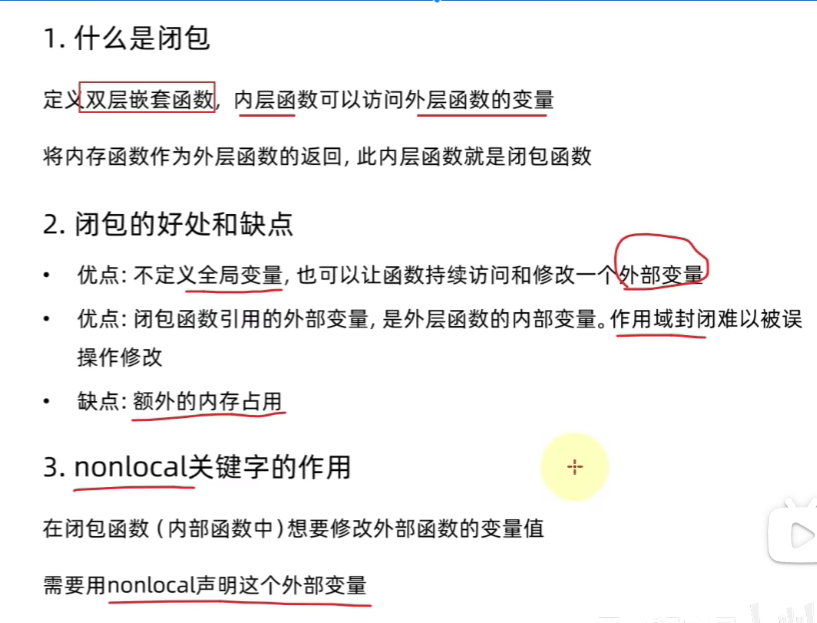 1. 什么是闭包
定义双层嵌套函数, 内层函数可以访问外层函数的变量
将内存函数作为外层函数的返回, 此内层函数就是闭包函数
2. 闭包的好处和缺点
• 优点: 不定义全局变量, 也可以让函数持续访问和修改一个外部变量
• 优点: 闭包函数引用的外部变量, 是外层函数的内部变量。作用域封闭难以被误
操作修改
• 缺点: 额外的内存占用
3. nonlocal关键字的作用
在闭包函数 (内部函数中) 想要修改外部函数的变量值
需要用nonlocal声明这个外部变量